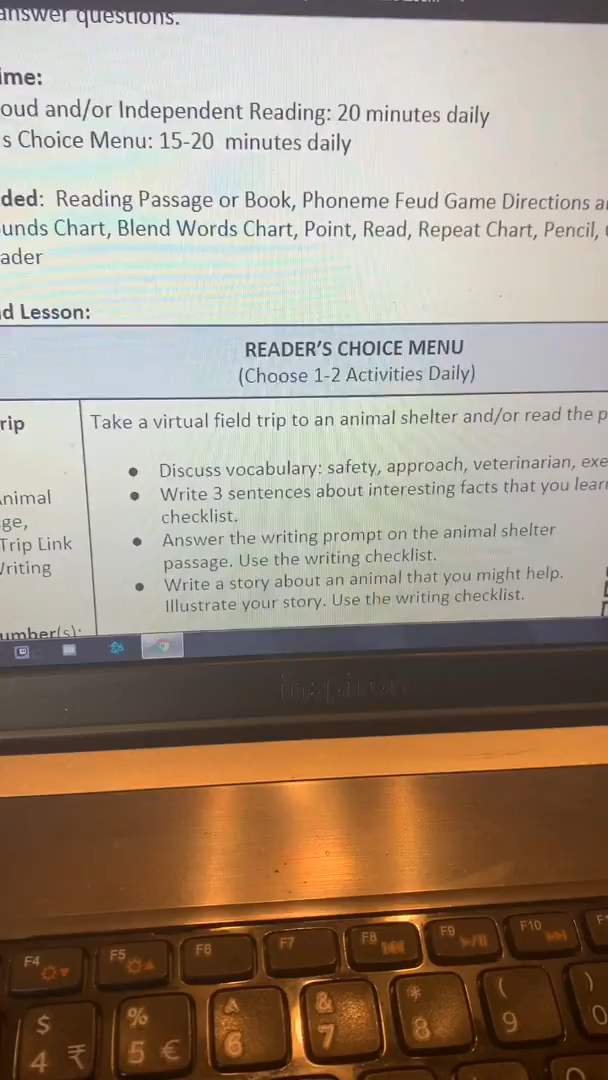 answer questions.
ime:
oud and/or Independent Reading: 20 minutes daily
s Choice Menu: 15-20 minutes daily
ded: Reading Passage or Book, Phoneme Feud Game Directions a
unds Chart, Blend Words Chart, Point, Read, Repeat Chart, Pencil,
ader
d Lesson:
READER'S CHOICE MENU
(Choose 1-2 Activities Daily)
rip
Take a virtual field trip to an animal shelter and/or read the p
• Discuss vocabulary: safety, approach, veterinarian, exe
nimal
• Write 3 sentences about interesting facts that you lear
ge,
checklist.
Trip Link
• Answer the writing prompt on the animal shelter
riting
passage. Use the writing checklist.
• Write a story about an animal that you might help.
Illustrate your story. Use the writing checklist.
umber(s):
inspiron
F4 F5 F6 F7 F8 F9 F10
$ % ^ & * ( )
4 ₹ 5 € 6 7 8 9 0